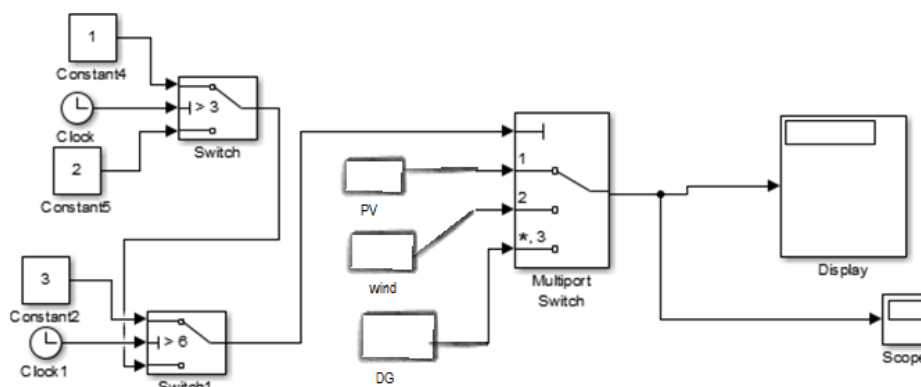 1
Constant4
Clock
> 3
Switch
2
Constant5
3
Constant2
Clock1
> 6
Switch1
PV
wind
DG
1
2
*, 3
Multiport
Switch
Display
Scope